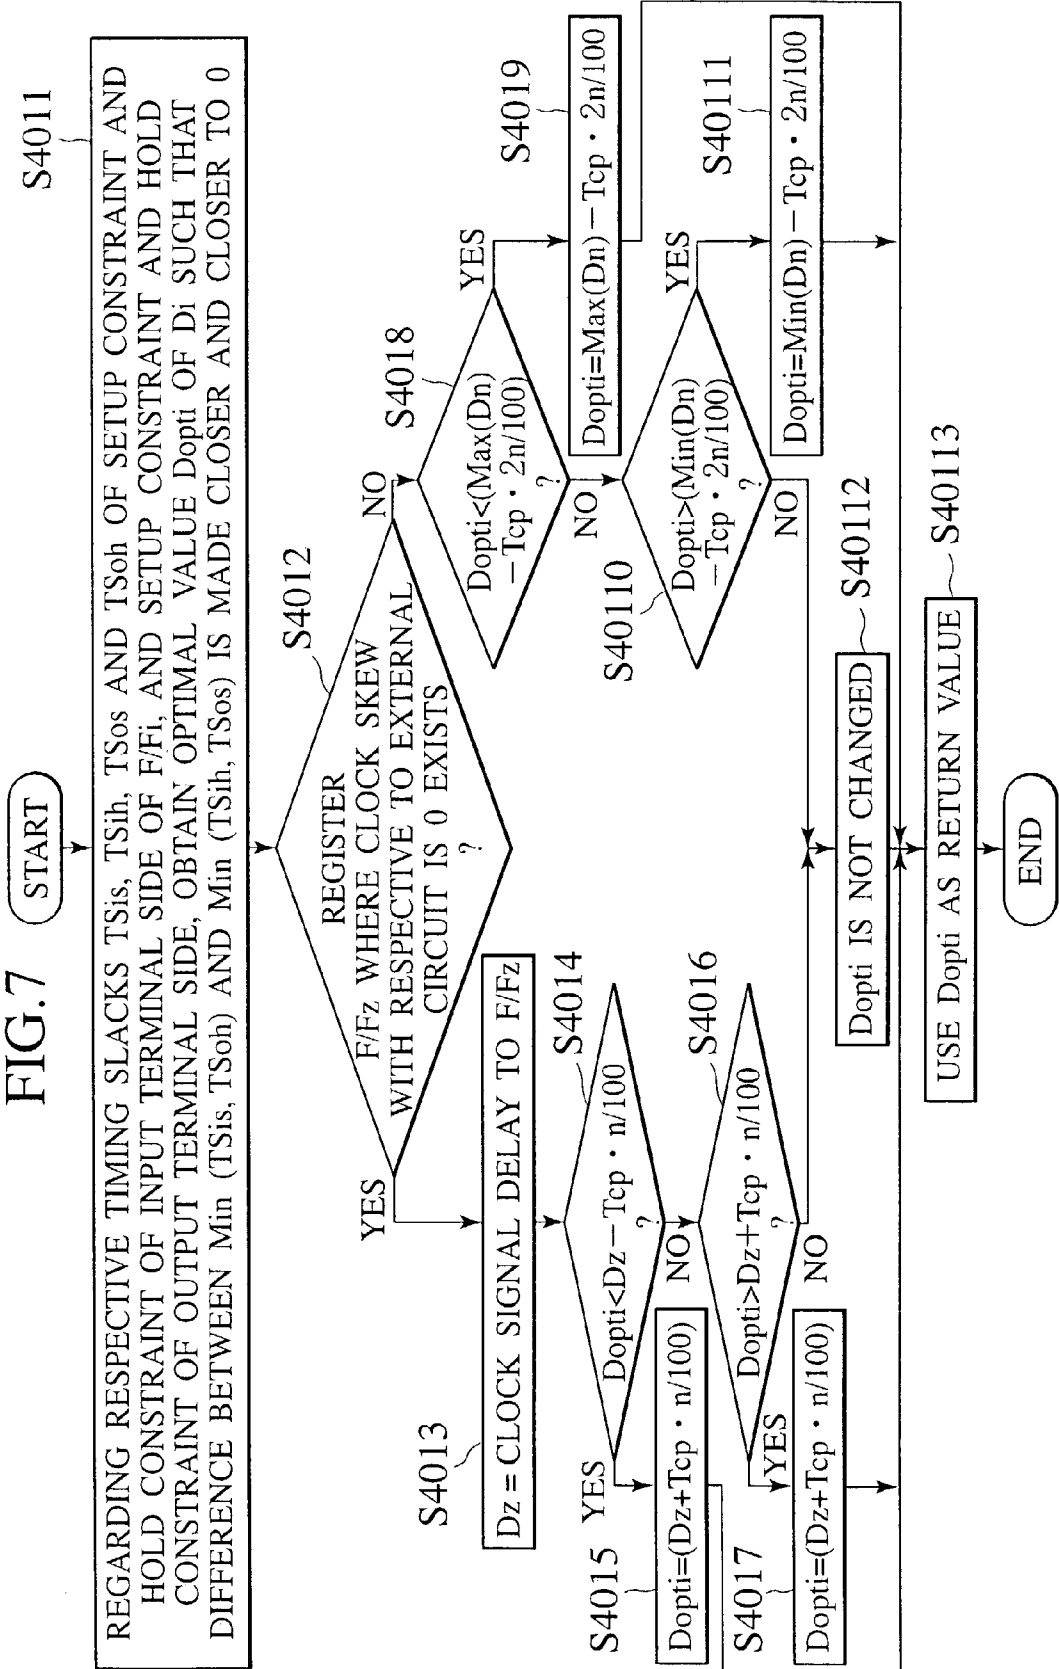 FIG.7
START
S4011
REGARDING RESPECTIVE TIMING SLACKS TSis, TSih, TSos AND TSoh OF SETUP CONSTRAINT AND
HOLD CONSTRAINT OF INPUT TERMINAL SIDE OF F/Fi, AND SETUP CONSTRAINT AND HOLD
CONSTRAINT OF OUTPUT TERMINAL SIDE, OBTAIN OPTIMAL VALUE Dopti OF Di SUCH THAT
DIFFERENCE BETWEEN Min (TSis, TSoh) AND Min (TSih, TSos) IS MADE CLOSER AND CLOSER TO 0
S4012
REGISTER
F/Fz WHERE CLOCK SKEW
WITH RESPECTIVE TO EXTERNAL
CIRCUIT IS 0 EXISTS
?
YES
NO
S4013
Dz = CLOCK SIGNAL DELAY TO F/Fz
S4014
Dopti<Dz−Tcp・n/100
?
YES
NO
S4015
Dopti=(Dz+Tcp・n/100)
S4016
Dopti>Dz+Tcp・n/100
?
YES
NO
S4017
Dopti=(Dz+Tcp・n/100)
S4018
Dopti<(Max(Dn)
−Tcp・2n/100)
?
YES
NO
S4019
Dopti=Max(Dn)−Tcp・2n/100
S40110
Dopti>(Min(Dn)
−Tcp・2n/100)
?
YES
NO
S40111
Dopti=Min(Dn)−Tcp・2n/100
S40112
Dopti IS NOT CHANGED
S40113
USE Dopti AS RETURN VALUE
END